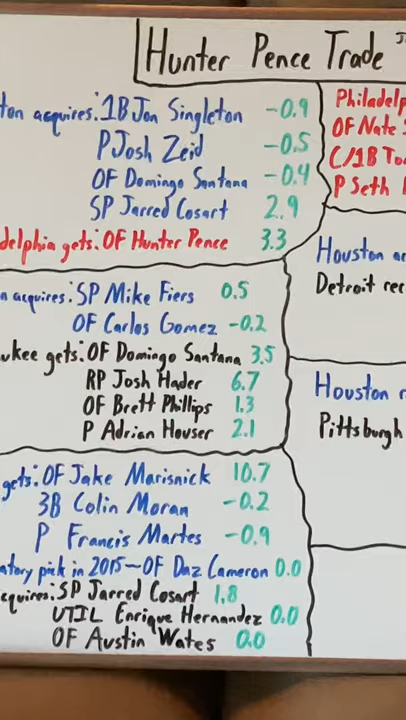 Hunter Pence Trade
acquires: 1B Jon Singleton -0.9
P Josh Zeid -0.5
OF Domingo Santana -0.4
SP Jarred Cosart 2.9
delphia gets: OF Hunter Pence 3.3
acquires: SP Mike Fiers 0.5
OF Carlos Gomez -0.2
ukee gets: OF Domingo Santana 3.5
RP Josh Hader 6.7
OF Brett Phillips 1.3
P Adrian Houser 2.1
gets: OF Jake Marisnick 10.7
3B Colin Moran -0.2
P Francis Martes -0.9
atory pick in 2015-OF Daz Cameron 0.0
cquires: SP Jarred Cosart 1.8
UTIL Enrique Hernandez 0.0
OF Austin Wates 0.0
Philadelp
OF Nate
C/1B To
P Seth
Houston ac
Detroit rec
Houston
Pittsburgh